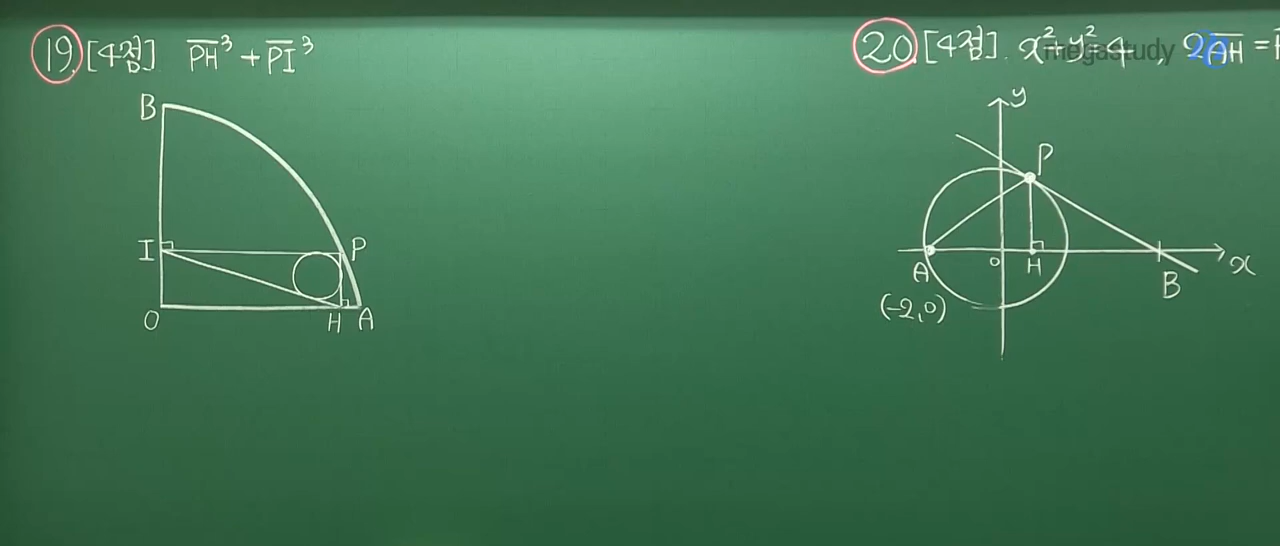 19. [4점] PH³ + PI³
B
I
P
O
H
A
20. [4점]. x²+y²=4, 2AH =
megastudy
y
P
A
o
H
B
x
(-2,0)